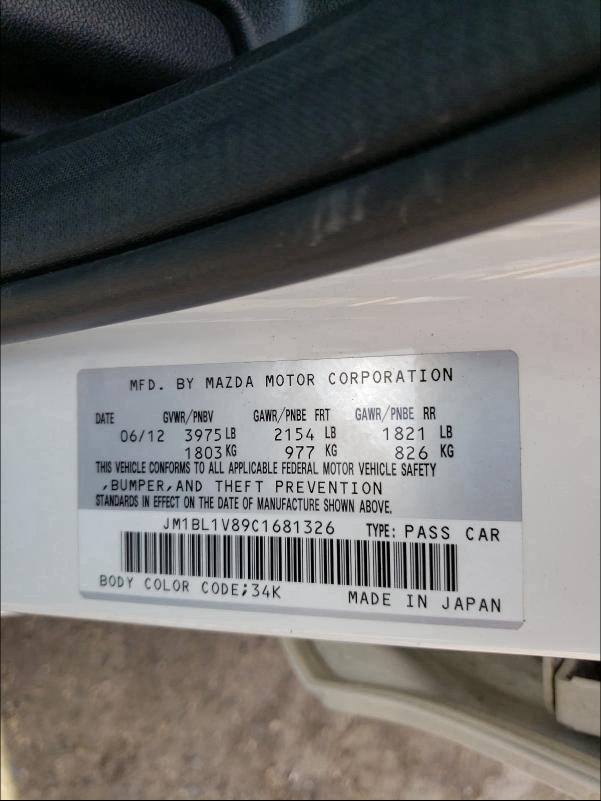 MFD. BY MAZDA MOTOR CORPORATION
DATE GVWR/PNBV GAWR/PNBE FRT GAWR/PNBE RR
06/12 3975 LB 2154 LB 1821 LB
1803 KG 977 KG 826 KG
THIS VEHICLE CONFORMS TO ALL APPLICABLE FEDERAL MOTOR VEHICLE SAFETY
,BUMPER,AND THEFT PREVENTION
STANDARDS IN EFFECT ON THE DATE OF MANUFACTURE SHOWN ABOVE.
JM1BL1V89C1681326 TYPE: PASS CAR
BODY COLOR CODE;34K MADE IN JAPAN